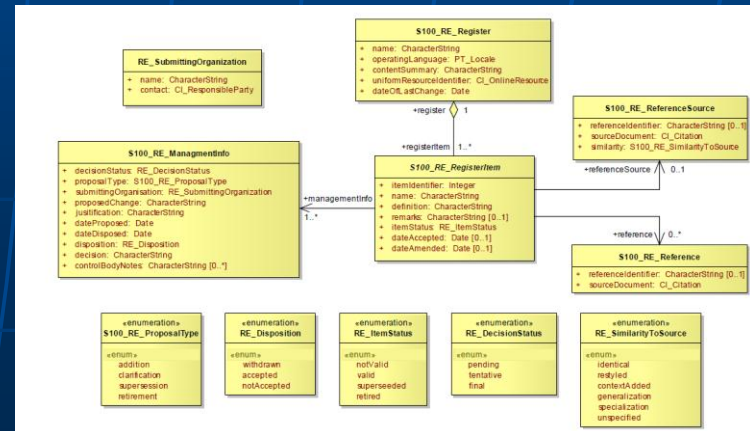 S100_RE_Register
+ name: CharacterString
+ operatingLanguage: PT_Locale
+ contentSummary: CharacterString
+ uniformResourceIdentifier: CI_OnlineResource
+ dateOfLastChange: Date
RE_SubmittingOrganization
+ name: CharacterString
+ contact: CI_ResponsibleParty
+register 1
+registerItem 1..*
S100_RE_ReferenceSource
+ referenceIdentifier: CharacterString [0..1]
+ sourceDocument: CI_Citation
+ similarity: S100_RE_SimilarityToSource
+referenceSource 0..1
S100_RE_ManagmentInfo
+ decisionStatus: RE_DecisionStatus
+ proposalType: S100_RE_ProposalType
+ submittingOrganisation: RE_SubmittingOrganization
+ proposedChange: CharacterString
+ justification: CharacterString
+ dateProposed: Date
+ dateDisposed: Date
+ disposition: RE_Disposition
+ decision: CharacterString
+ controlBodyNotes: CharacterString [0..*]
+managementInfo
1..*
S100_RE_RegisterItem
+ itemIdentifier: Integer
+ name: CharacterString
+ definition: CharacterString
+ remarks: CharacterString [0..1]
+ itemStatus: RE_ItemStatus
+ dateAccepted: Date [0..1]
+ dateAmended: Date [0..1]
+reference 0..*
S100_RE_Reference
+ referenceIdentifier: CharacterString [0..1]
+ sourceDocument: CI_Citation
«enumeration»
S100_RE_ProposalType
«enum»
addition
clarification
supersession
retirement
«enumeration»
RE_Disposition
«enum»
withdrawn
accepted
notAccepted
«enumeration»
RE_ItemStatus
«enum»
notValid
valid
superseeded
retired
«enumeration»
RE_DecisionStatus
«enum»
pending
tentative
final
«enumeration»
RE_SimilarityToSource
«enum»
identical
restyled
contextAdded
generalization
specialization
unspecified